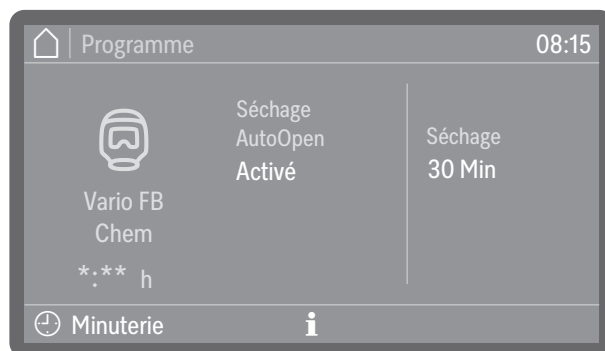 Programme
08:15
Vario FB
Chem
*:** h
Séchage
AutoOpen
Activé
Séchage
30 Min
Minuterie
i